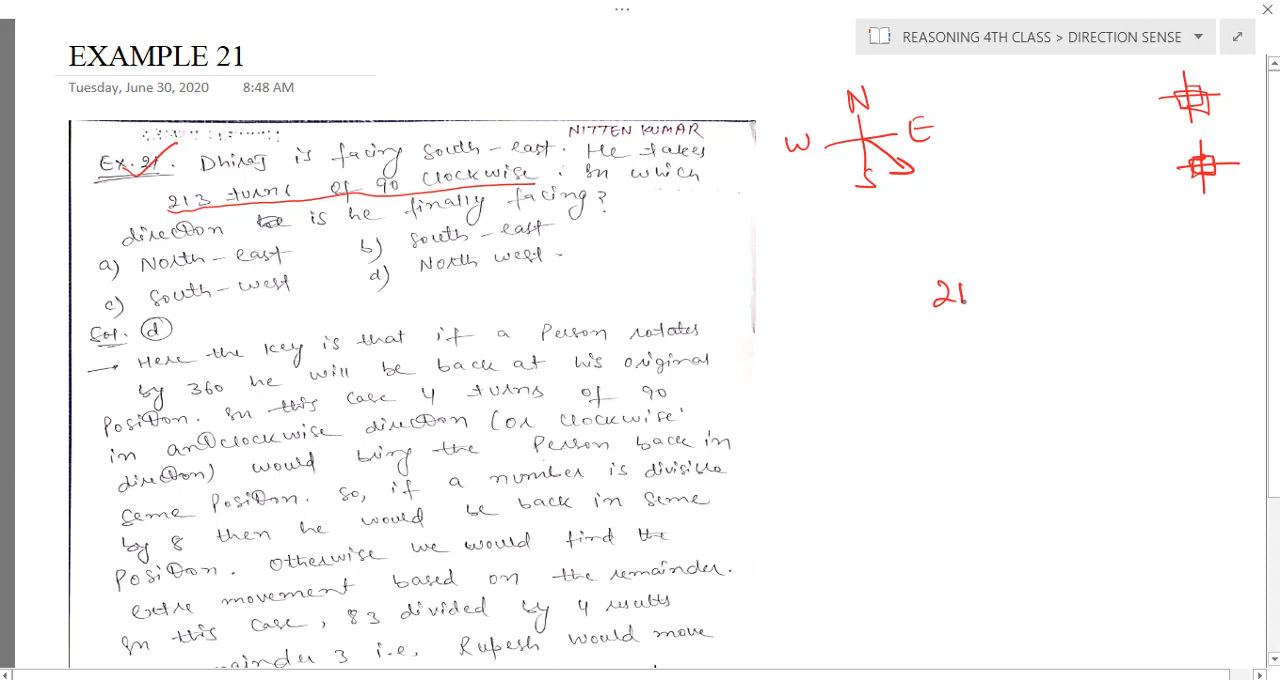 EXAMPLE 21
Tuesday, June 30, 2020 8:48 AM
REASONING 4TH CLASS > DIRECTION SENSE
NITTEN KUMAR
Ex. 21. Dhiraj is facing South-east. He takes
213 turns of 90 clockwise. In which
direction is he finally facing?
a) North-east b) South-east
c) South-west d) North west
Sol. d
→ Here the key is that if a Person rotates
by 360 he will be back at his original
Position. In this case 4 turns of 90
in anticlockwise direction (or clockwise
direction) would bring the Person back in
same Position. So, if a number is divisible
by 8 then he would be back in same
Position. Otherwise we would find the
extre movement based on the remainder.
In this case, 83 divided by 4 results
mainder 3 i.e. Rupesh would move
N
W E
S
21